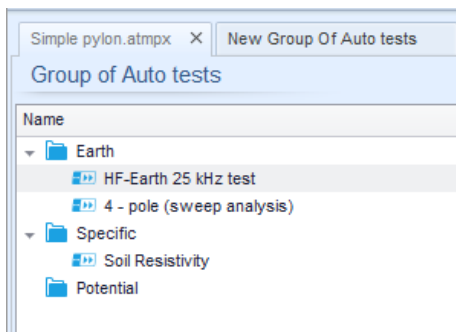 Simple pylon.atmpx New Group Of Auto tests
Group of Auto tests
Name
Earth
HF-Earth 25 kHz test
4 - pole (sweep analysis)
Specific
Soil Resistivity
Potential